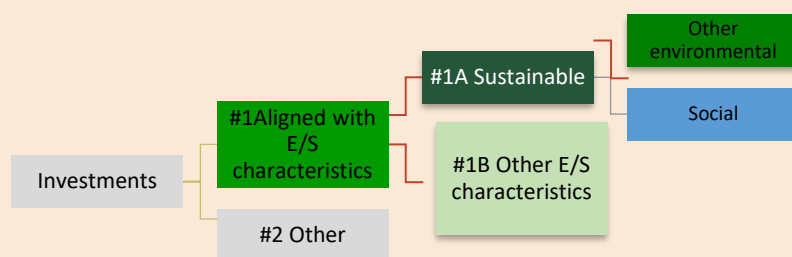 Investments
#1Aligned with
E/S
characteristics
#2 Other
#1A Sustainable
#1B Other E/S
characteristics
Other
environmental
Social